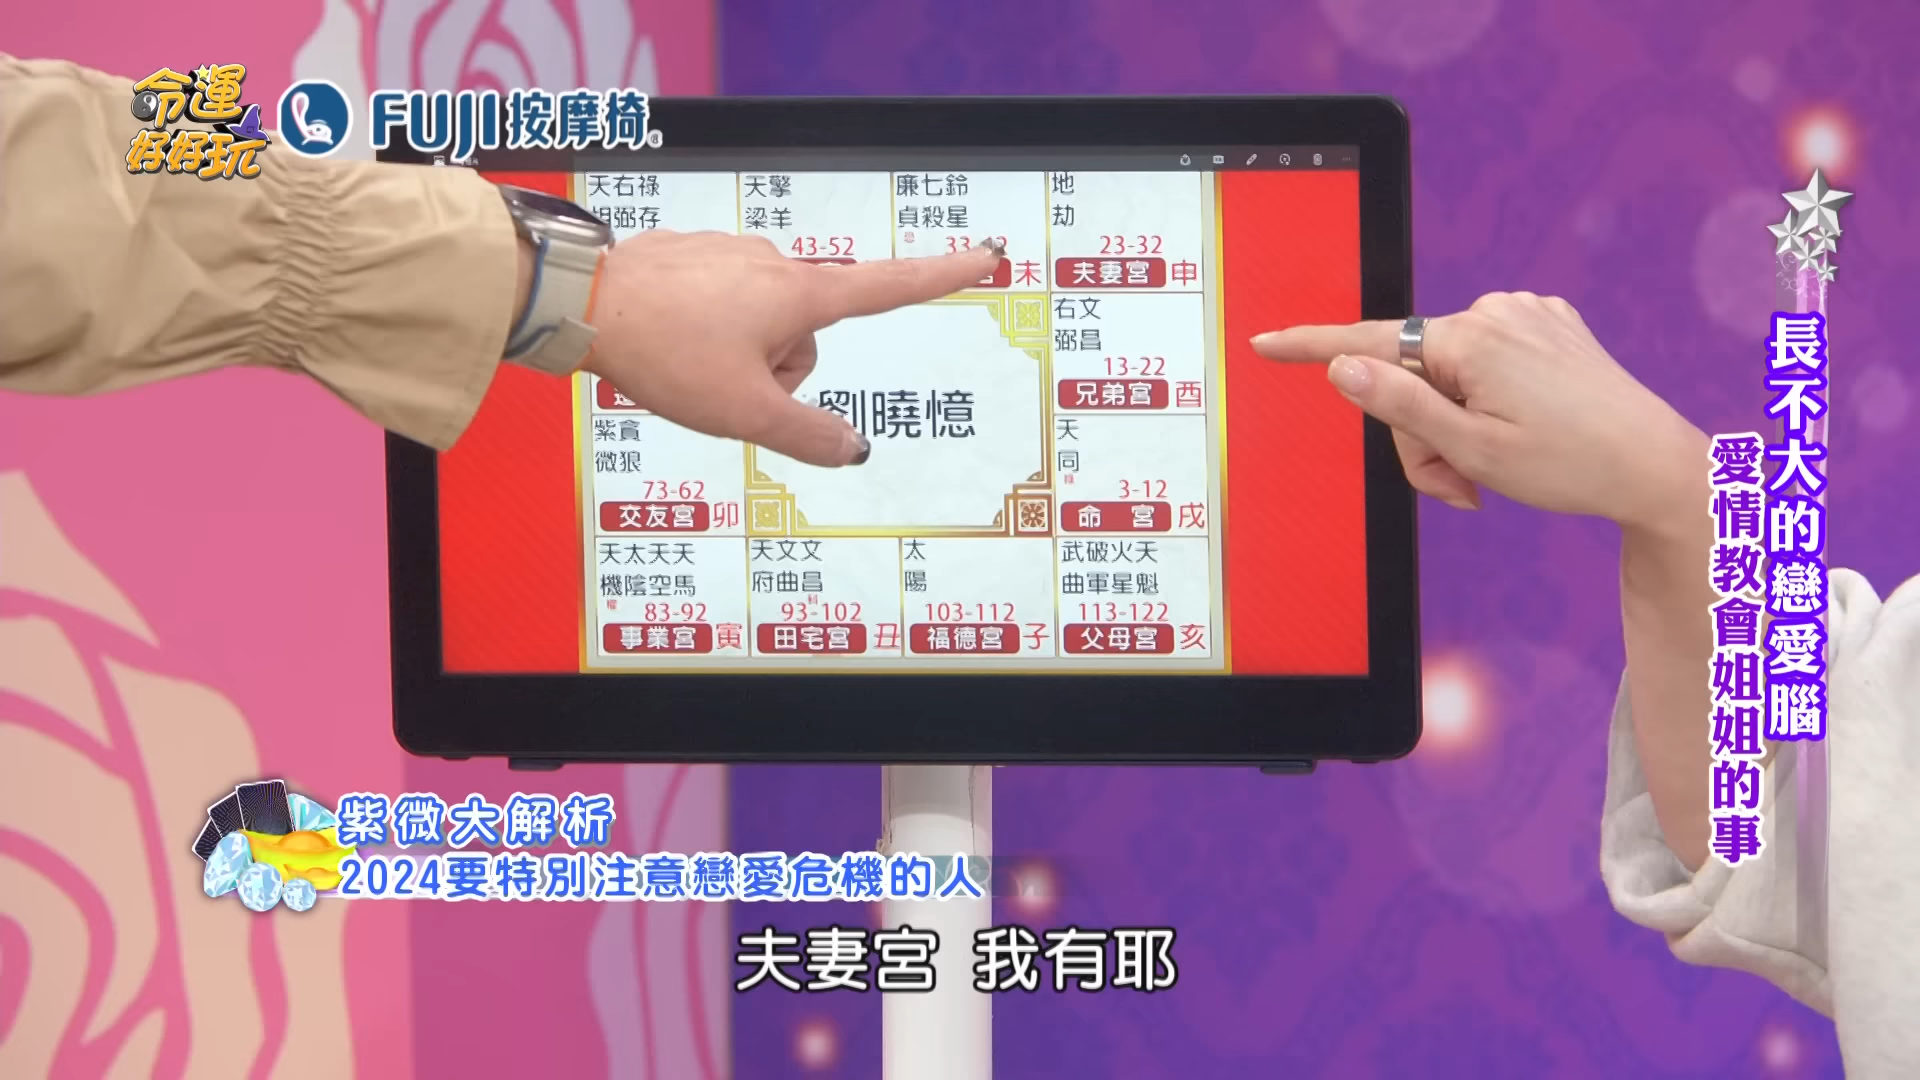 命運
好好玩
FUJI按摩椅
天右祿
相弼存
天擎
梁羊
43-52
廉七鈴
貞殺星
忌
未
地
劫
23-32
夫妻宮 申
右文
弼昌
13-22
兄弟宮 酉
劉曉憶
紫貪
微狼
73-62
交友宮 卯
天
同
祿
3-12
命 宮 戌
天太天天
機陰空馬
權
83-92
事業宮 寅
天文文
府曲昌
科
93-102
田宅宮 丑
太
陽
103-112
福德宮 子
武破火天
曲軍星魁
113-122
父母宮 亥
長不大的戀愛腦
愛情教會姐姐的事
紫微大解析
2024要特別注意戀愛危機的人
夫妻宮 我有耶